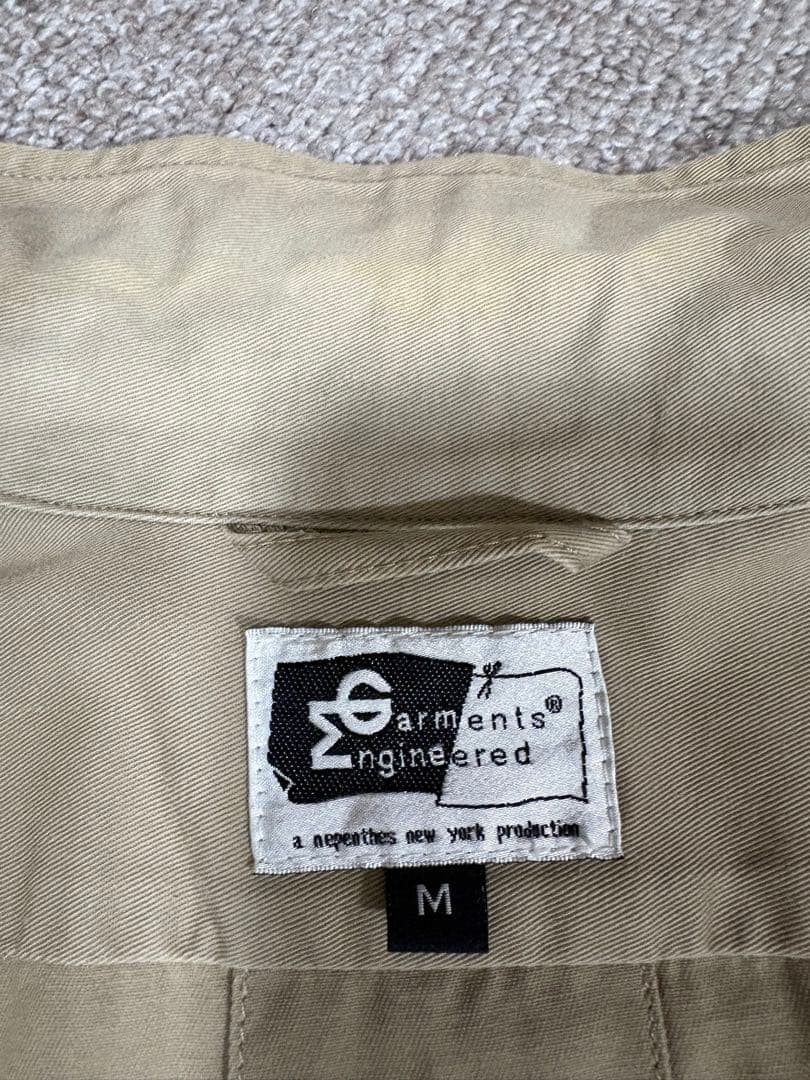 Garments®
Engineered
a nepenthes new york production
M